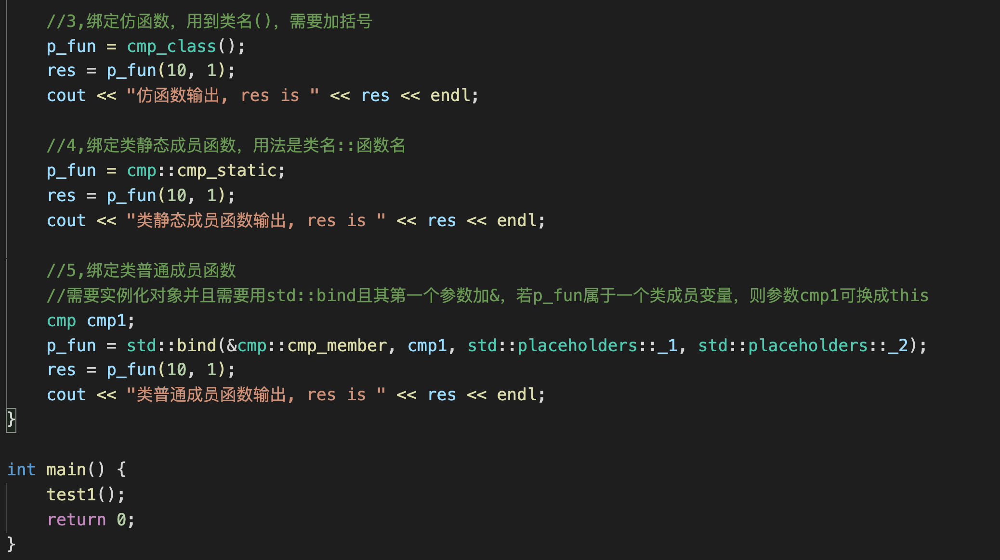 //3,绑定仿函数，用到类名()，需要加括号
p_fun = cmp_class();
res = p_fun(10, 1);
cout << "仿函数输出, res is " << res << endl;
//4,绑定类静态成员函数，用法是类名::函数名
p_fun = cmp::cmp_static;
res = p_fun(10, 1);
cout << "类静态成员函数输出, res is " << res << endl;
//5,绑定类普通成员函数
//需要实例化对象并且需要用std::bind且其第一个参数加&，若p_fun属于一个类成员变量，则参数cmp1可换成this
cmp cmp1;
p_fun = std::bind(&cmp::cmp_member, cmp1, std::placeholders::_1, std::placeholders::_2);
res = p_fun(10, 1);
cout << "类普通成员函数输出, res is " << res << endl;
}
int main() {
test1();
return 0;
}